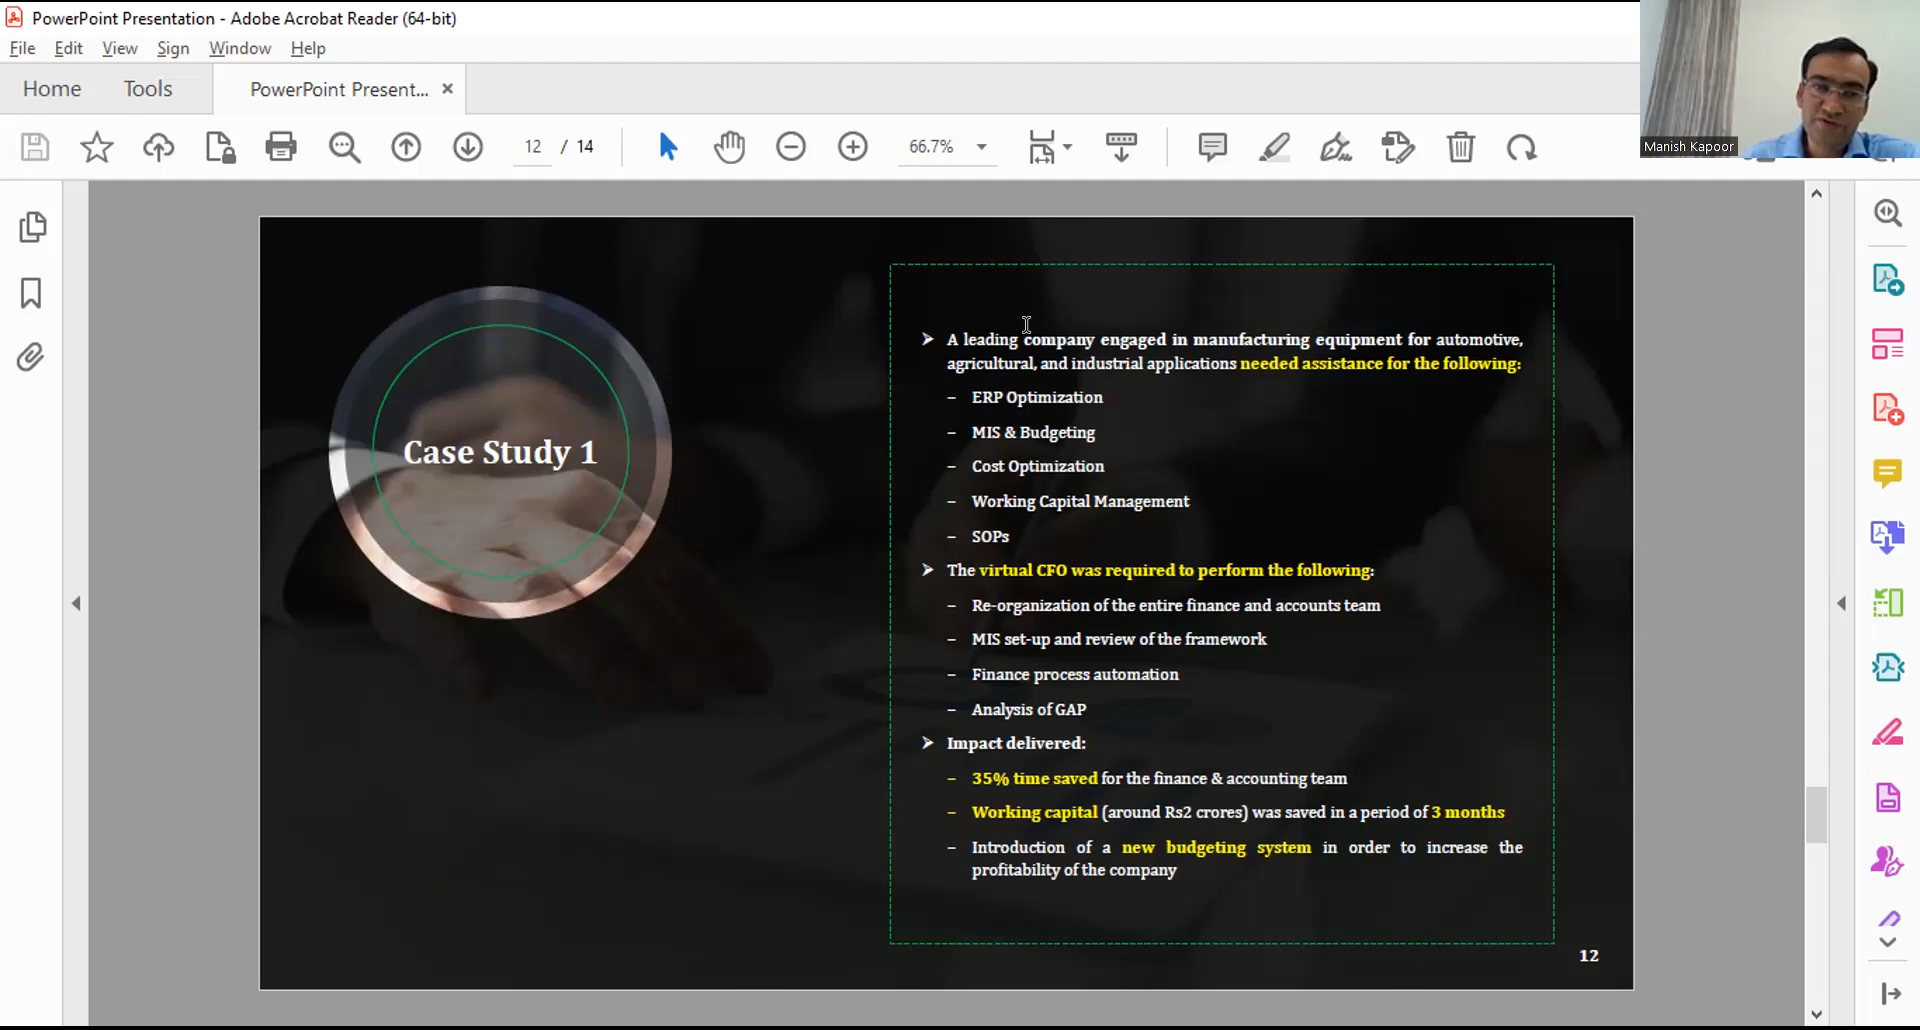 PowerPoint Presentation - Adobe Acrobat Reader (64-bit)
File Edit View Sign Window Help
Home Tools PowerPoint Present... ×
12 / 14 66.7%
Manish Kapoor
Case Study 1
➢ A leading company engaged in manufacturing equipment for automotive,
agricultural, and industrial applications needed assistance for the following:
– ERP Optimization
– MIS & Budgeting
– Cost Optimization
– Working Capital Management
– SOPs
➢ The virtual CFO was required to perform the following:
– Re-organization of the entire finance and accounts team
– MIS set-up and review of the framework
– Finance process automation
– Analysis of GAP
➢ Impact delivered:
– 35% time saved for the finance & accounting team
– Working capital (around Rs2 crores) was saved in a period of 3 months
– Introduction of a new budgeting system in order to increase the
profitability of the company
12